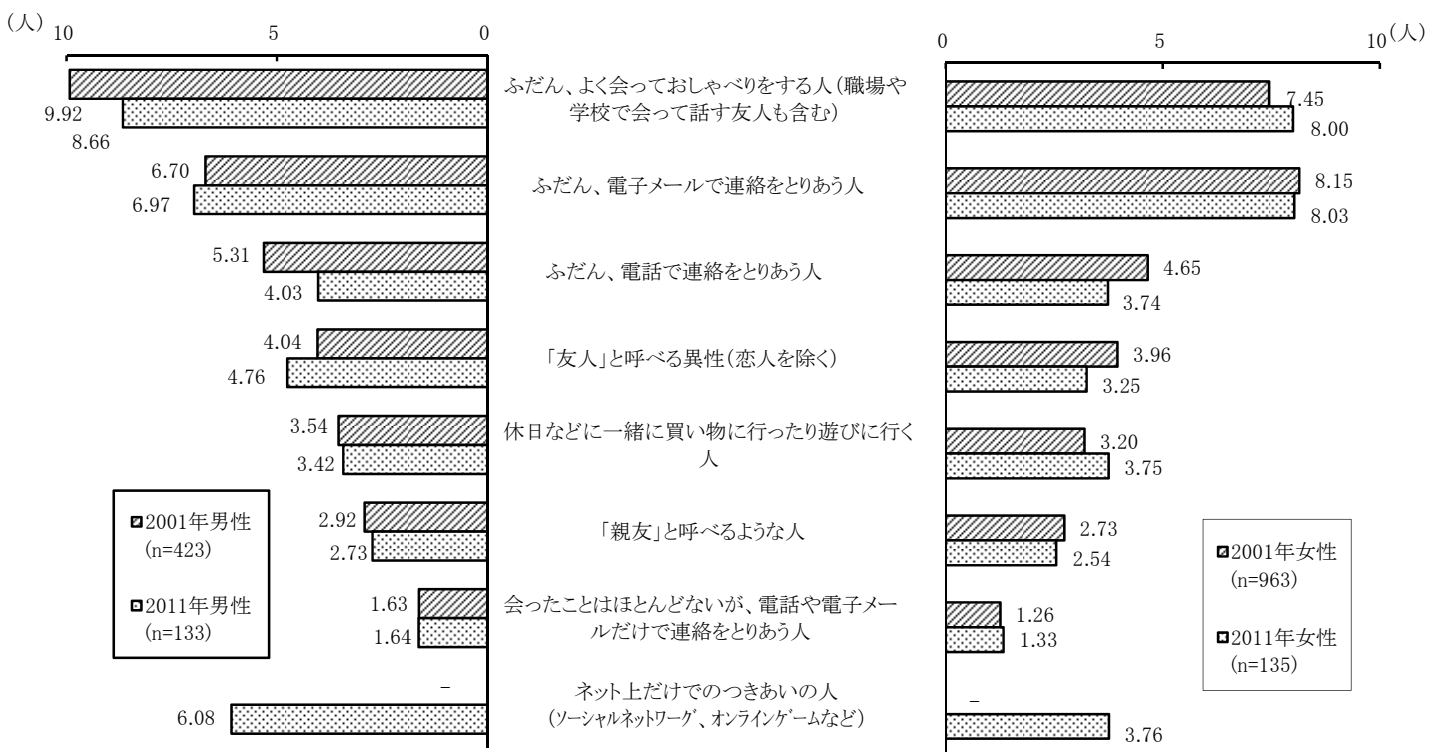 (人) 10 5 0
0 5 10 (人)
ふだん、よく会っておしゃべりをする人(職場や
学校で会って話す友人も含む)
9.92
8.66
7.45
8.00
ふだん、電子メールで連絡をとりあう人
6.70
6.97
8.15
8.03
ふだん、電話で連絡をとりあう人
5.31
4.03
4.65
3.74
「友人」と呼べる異性(恋人を除く)
4.04
4.76
3.96
3.25
休日などに一緒に買い物に行ったり遊びに行く
人
3.54
3.42
3.20
3.75
「親友」と呼べるような人
2.92
2.73
2.73
2.54
会ったことはほとんどないが、電話や電子メー
ルだけで連絡をとりあう人
1.63
1.64
1.26
1.33
ネット上だけでのつきあいの人
(ソーシャルネットワーク゛、オンラインケ゛ームなど)
–
6.08
–
3.76
2001年男性
(n=423)
2011年男性
(n=133)
2001年女性
(n=963)
2011年女性
(n=135)